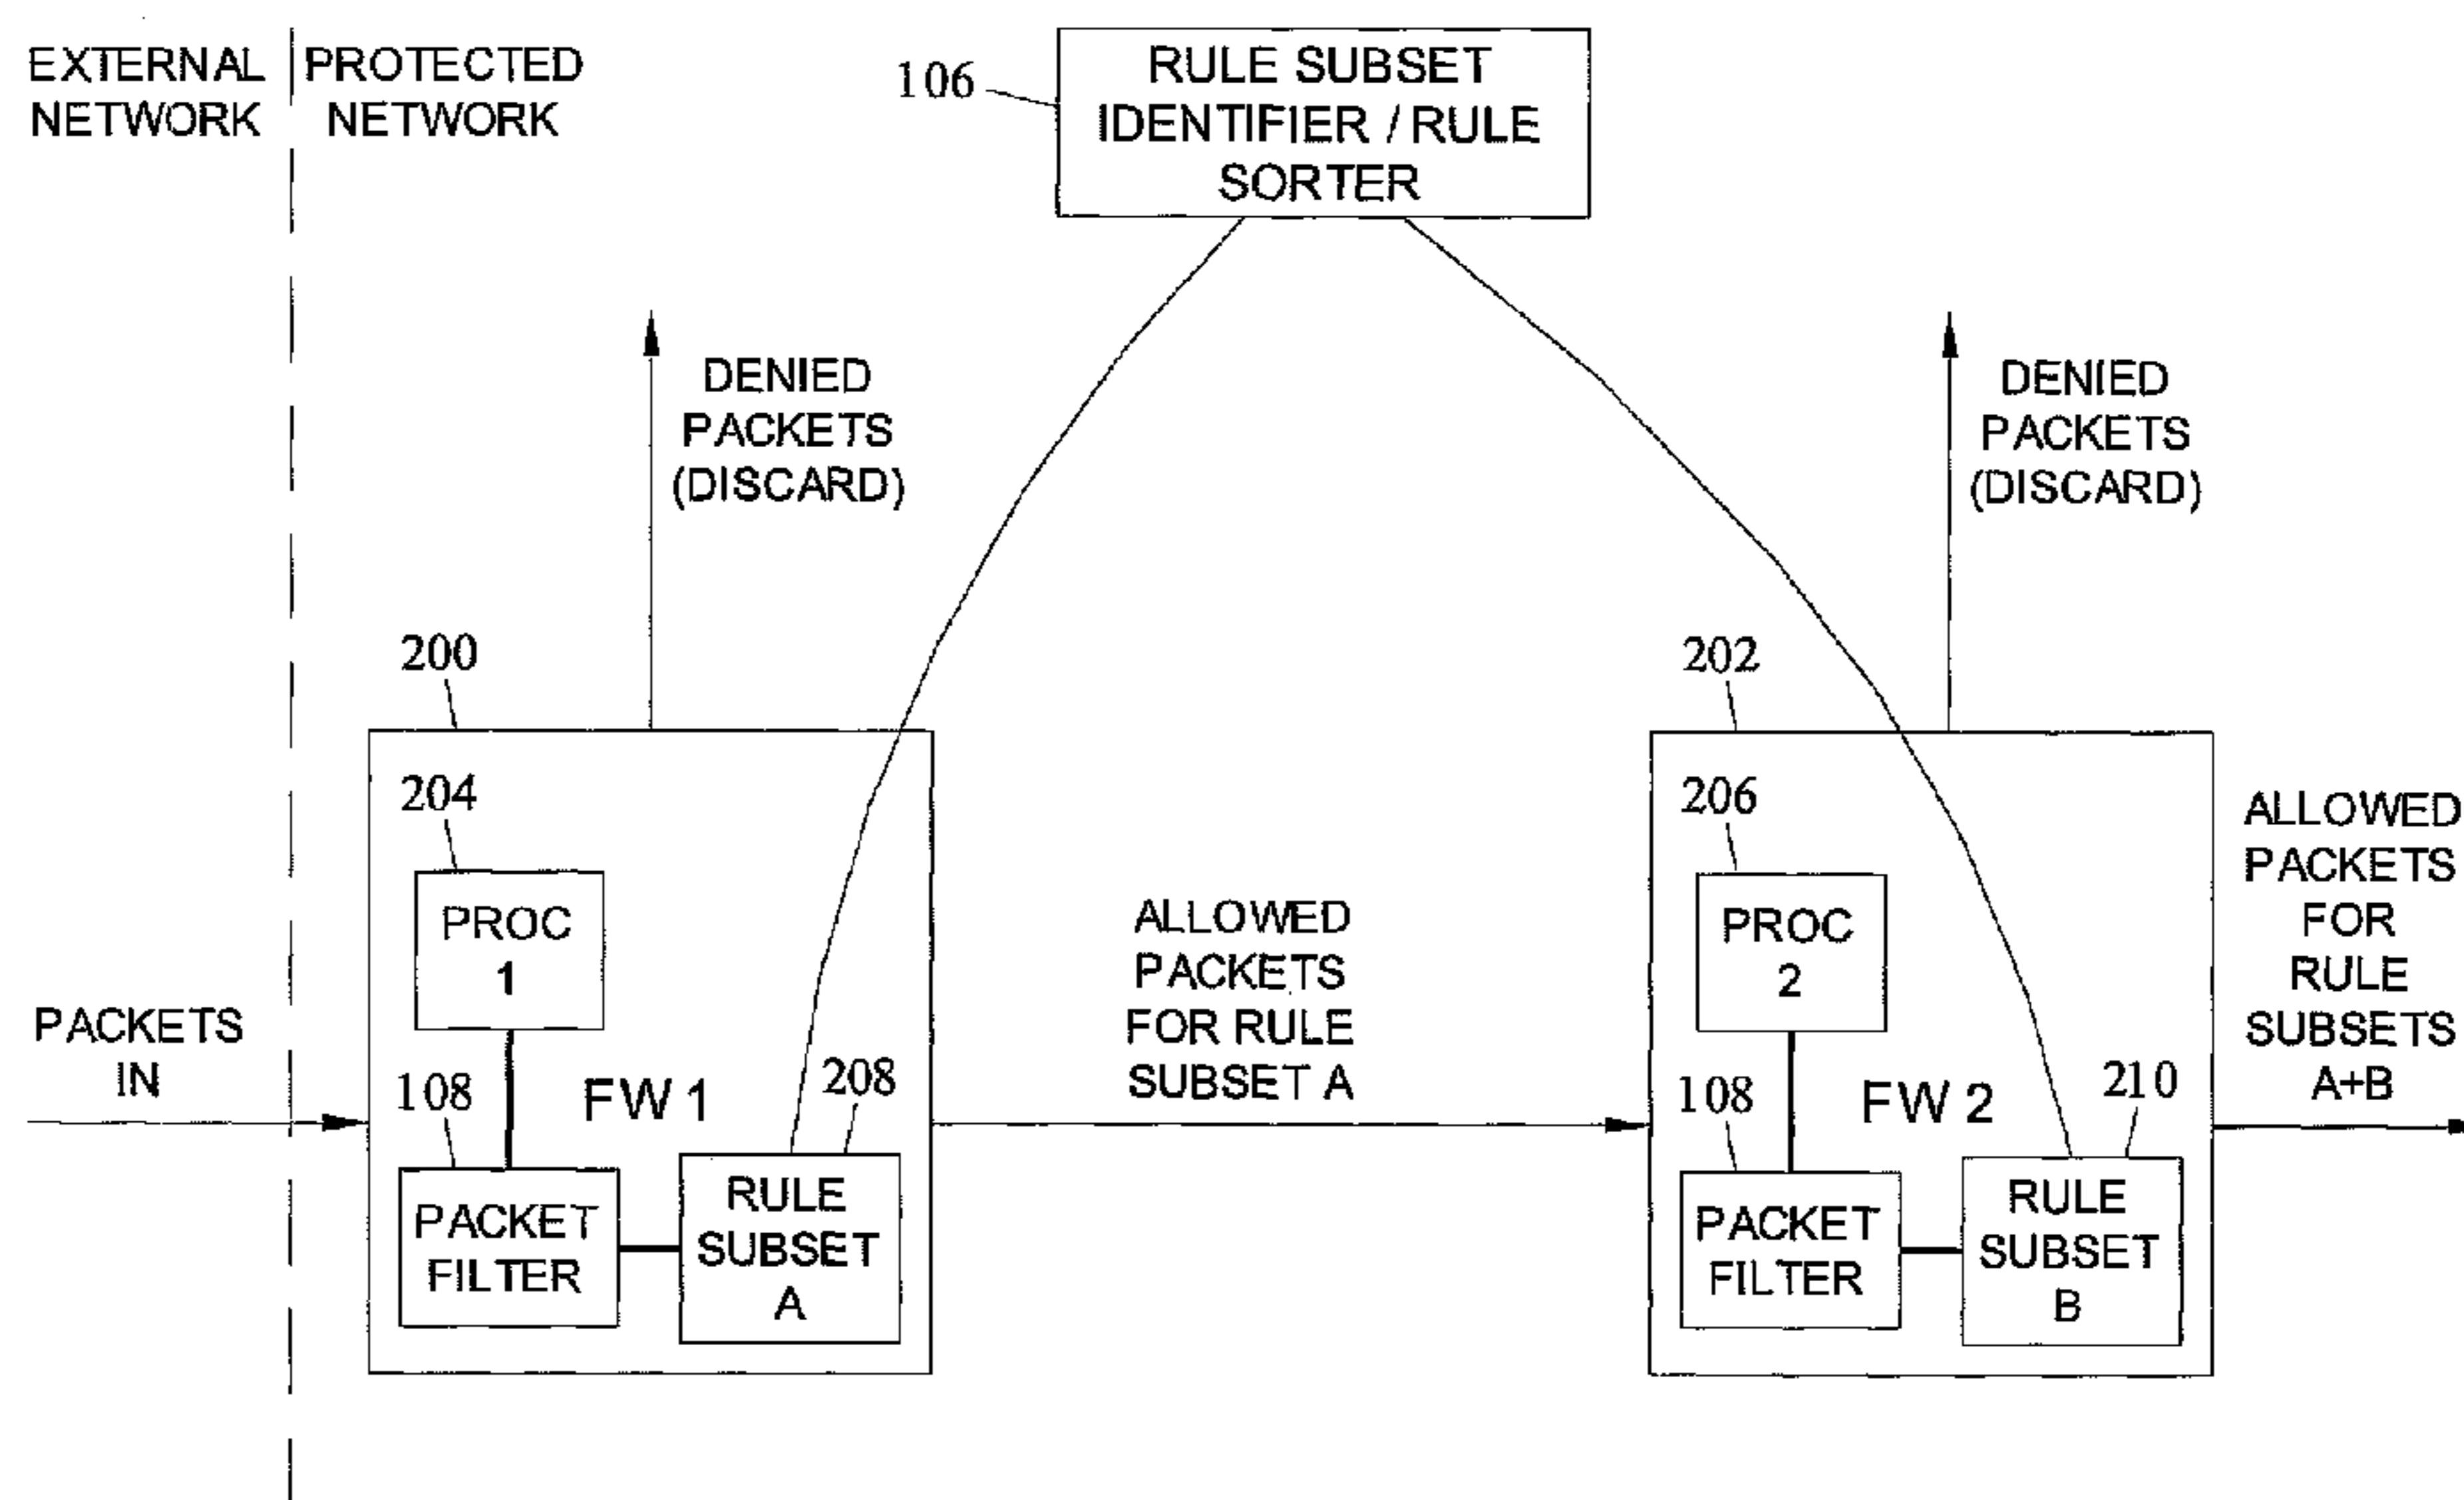 EXTERNAL
NETWORK
PROTECTED
NETWORK
106
RULE SUBSET
IDENTIFIER / RULE
SORTER
DENIED
PACKETS
(DISCARD)
DENIED
PACKETS
(DISCARD)
200
202
204
PROC
1
206
PROC
2
PACKETS
IN
108
FW 1
208
PACKET
FILTER
RULE
SUBSET
A
ALLOWED
PACKETS
FOR RULE
SUBSET A
108
FW 2
210
PACKET
FILTER
RULE
SUBSET
B
ALLOWED
PACKETS
FOR
RULE
SUBSETS
A+B